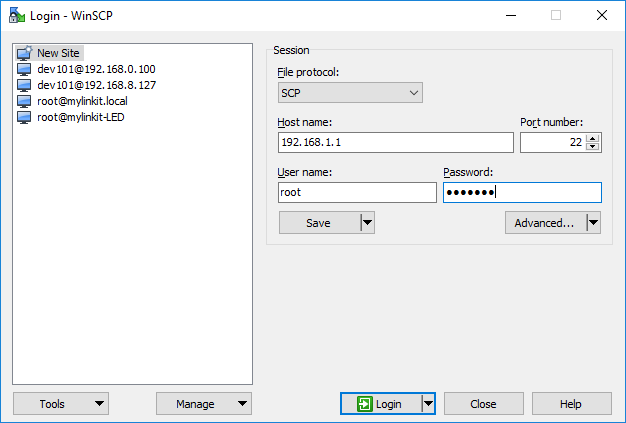 Login - WinSCP
New Site
dev101@192.168.0.100
dev101@192.168.8.127
root@mylinkit.local
root@mylinkit-LED
Session
File protocol:
SCP
Host name:
Port number:
192.168.1.1
22
User name:
Password:
root
●●●●●●●
Save
Advanced...
Tools
Manage
Login
Close
Help